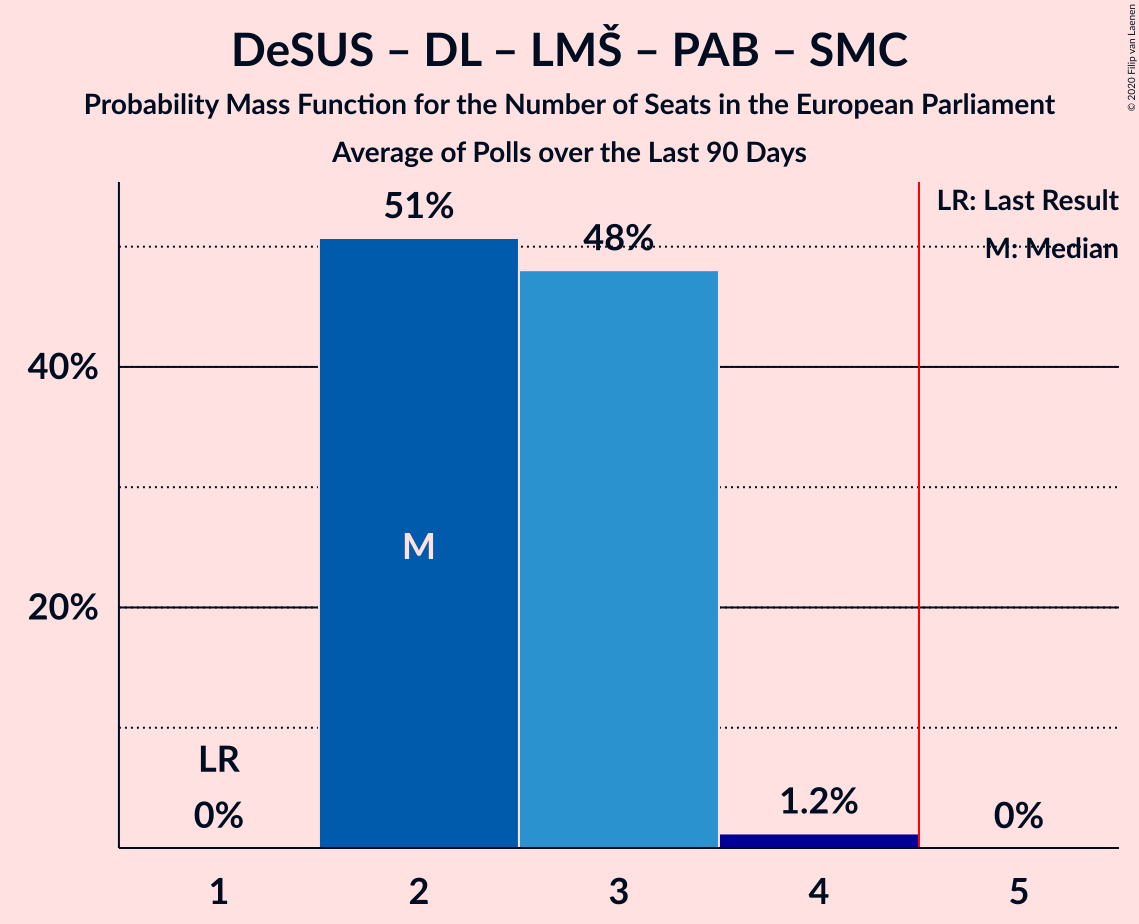 DeSUS – DL – LMŠ – PAB – SMC
Probability Mass Function for the Number of Seats in the European Parliament
Average of Polls over the Last 90 Days
© 2020 Filip van Laenen
LR: Last Result
M: Median
51%
48%
40%
20%
M
LR
0%
1.2%
0%
1
2
3
4
5